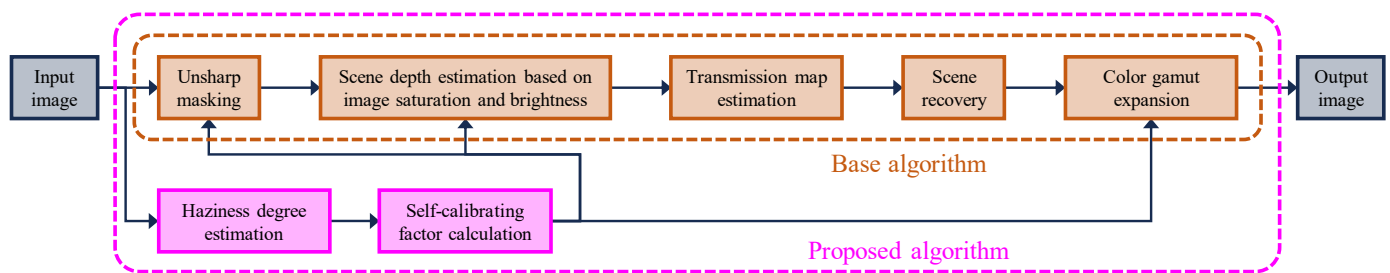 Input
image
Unsharp
masking
Scene depth estimation based on
image saturation and brightness
Transmission map
estimation
Scene
recovery
Color gamut
expansion
Output
image
Base algorithm
Haziness degree
estimation
Self-calibrating
factor calculation
Proposed algorithm